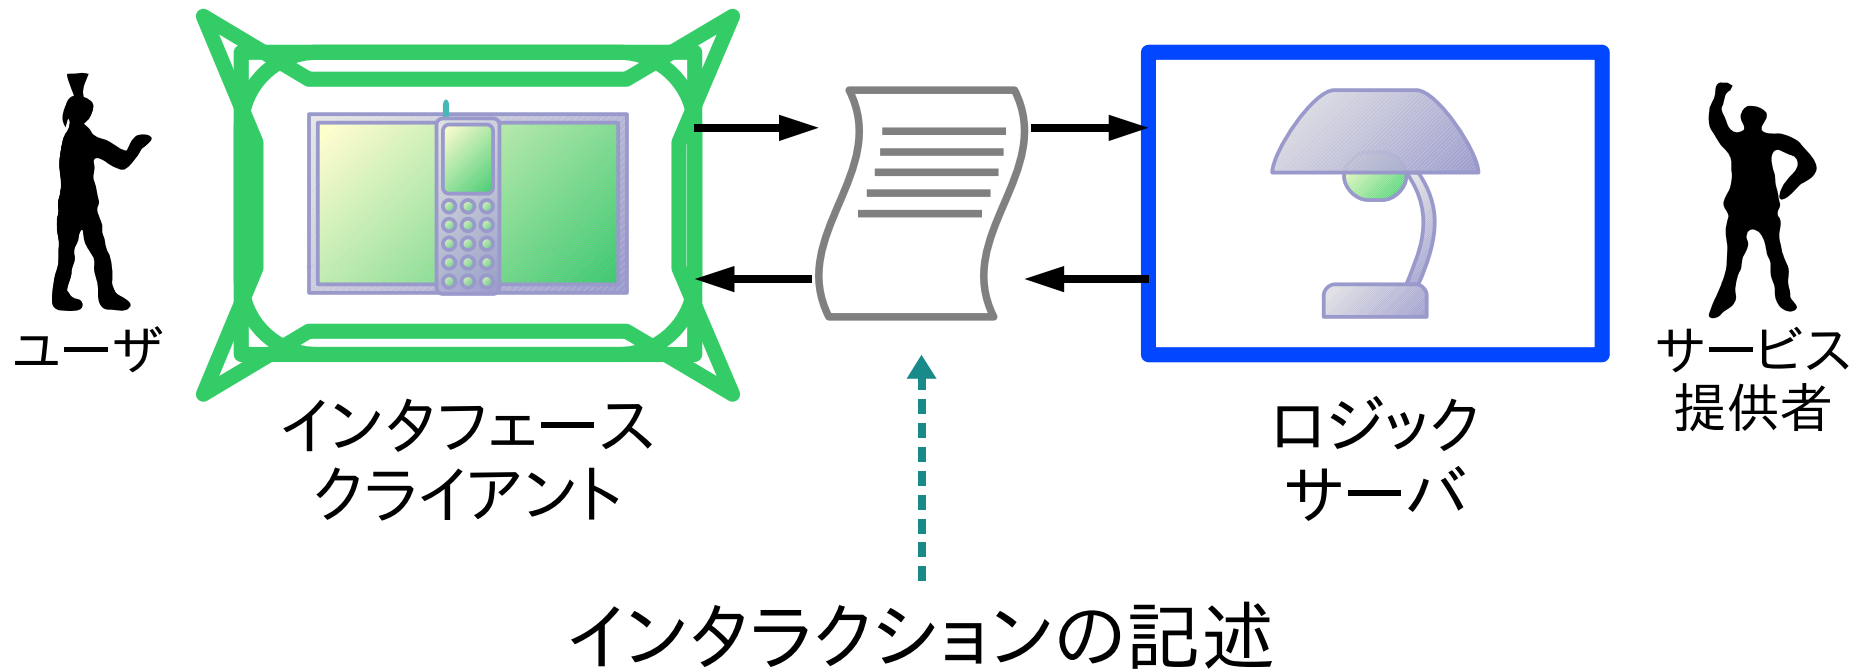 ユーザ
インタフェース
クライアント
ロジック
サーバ
サービス
提供者
インタラクションの記述